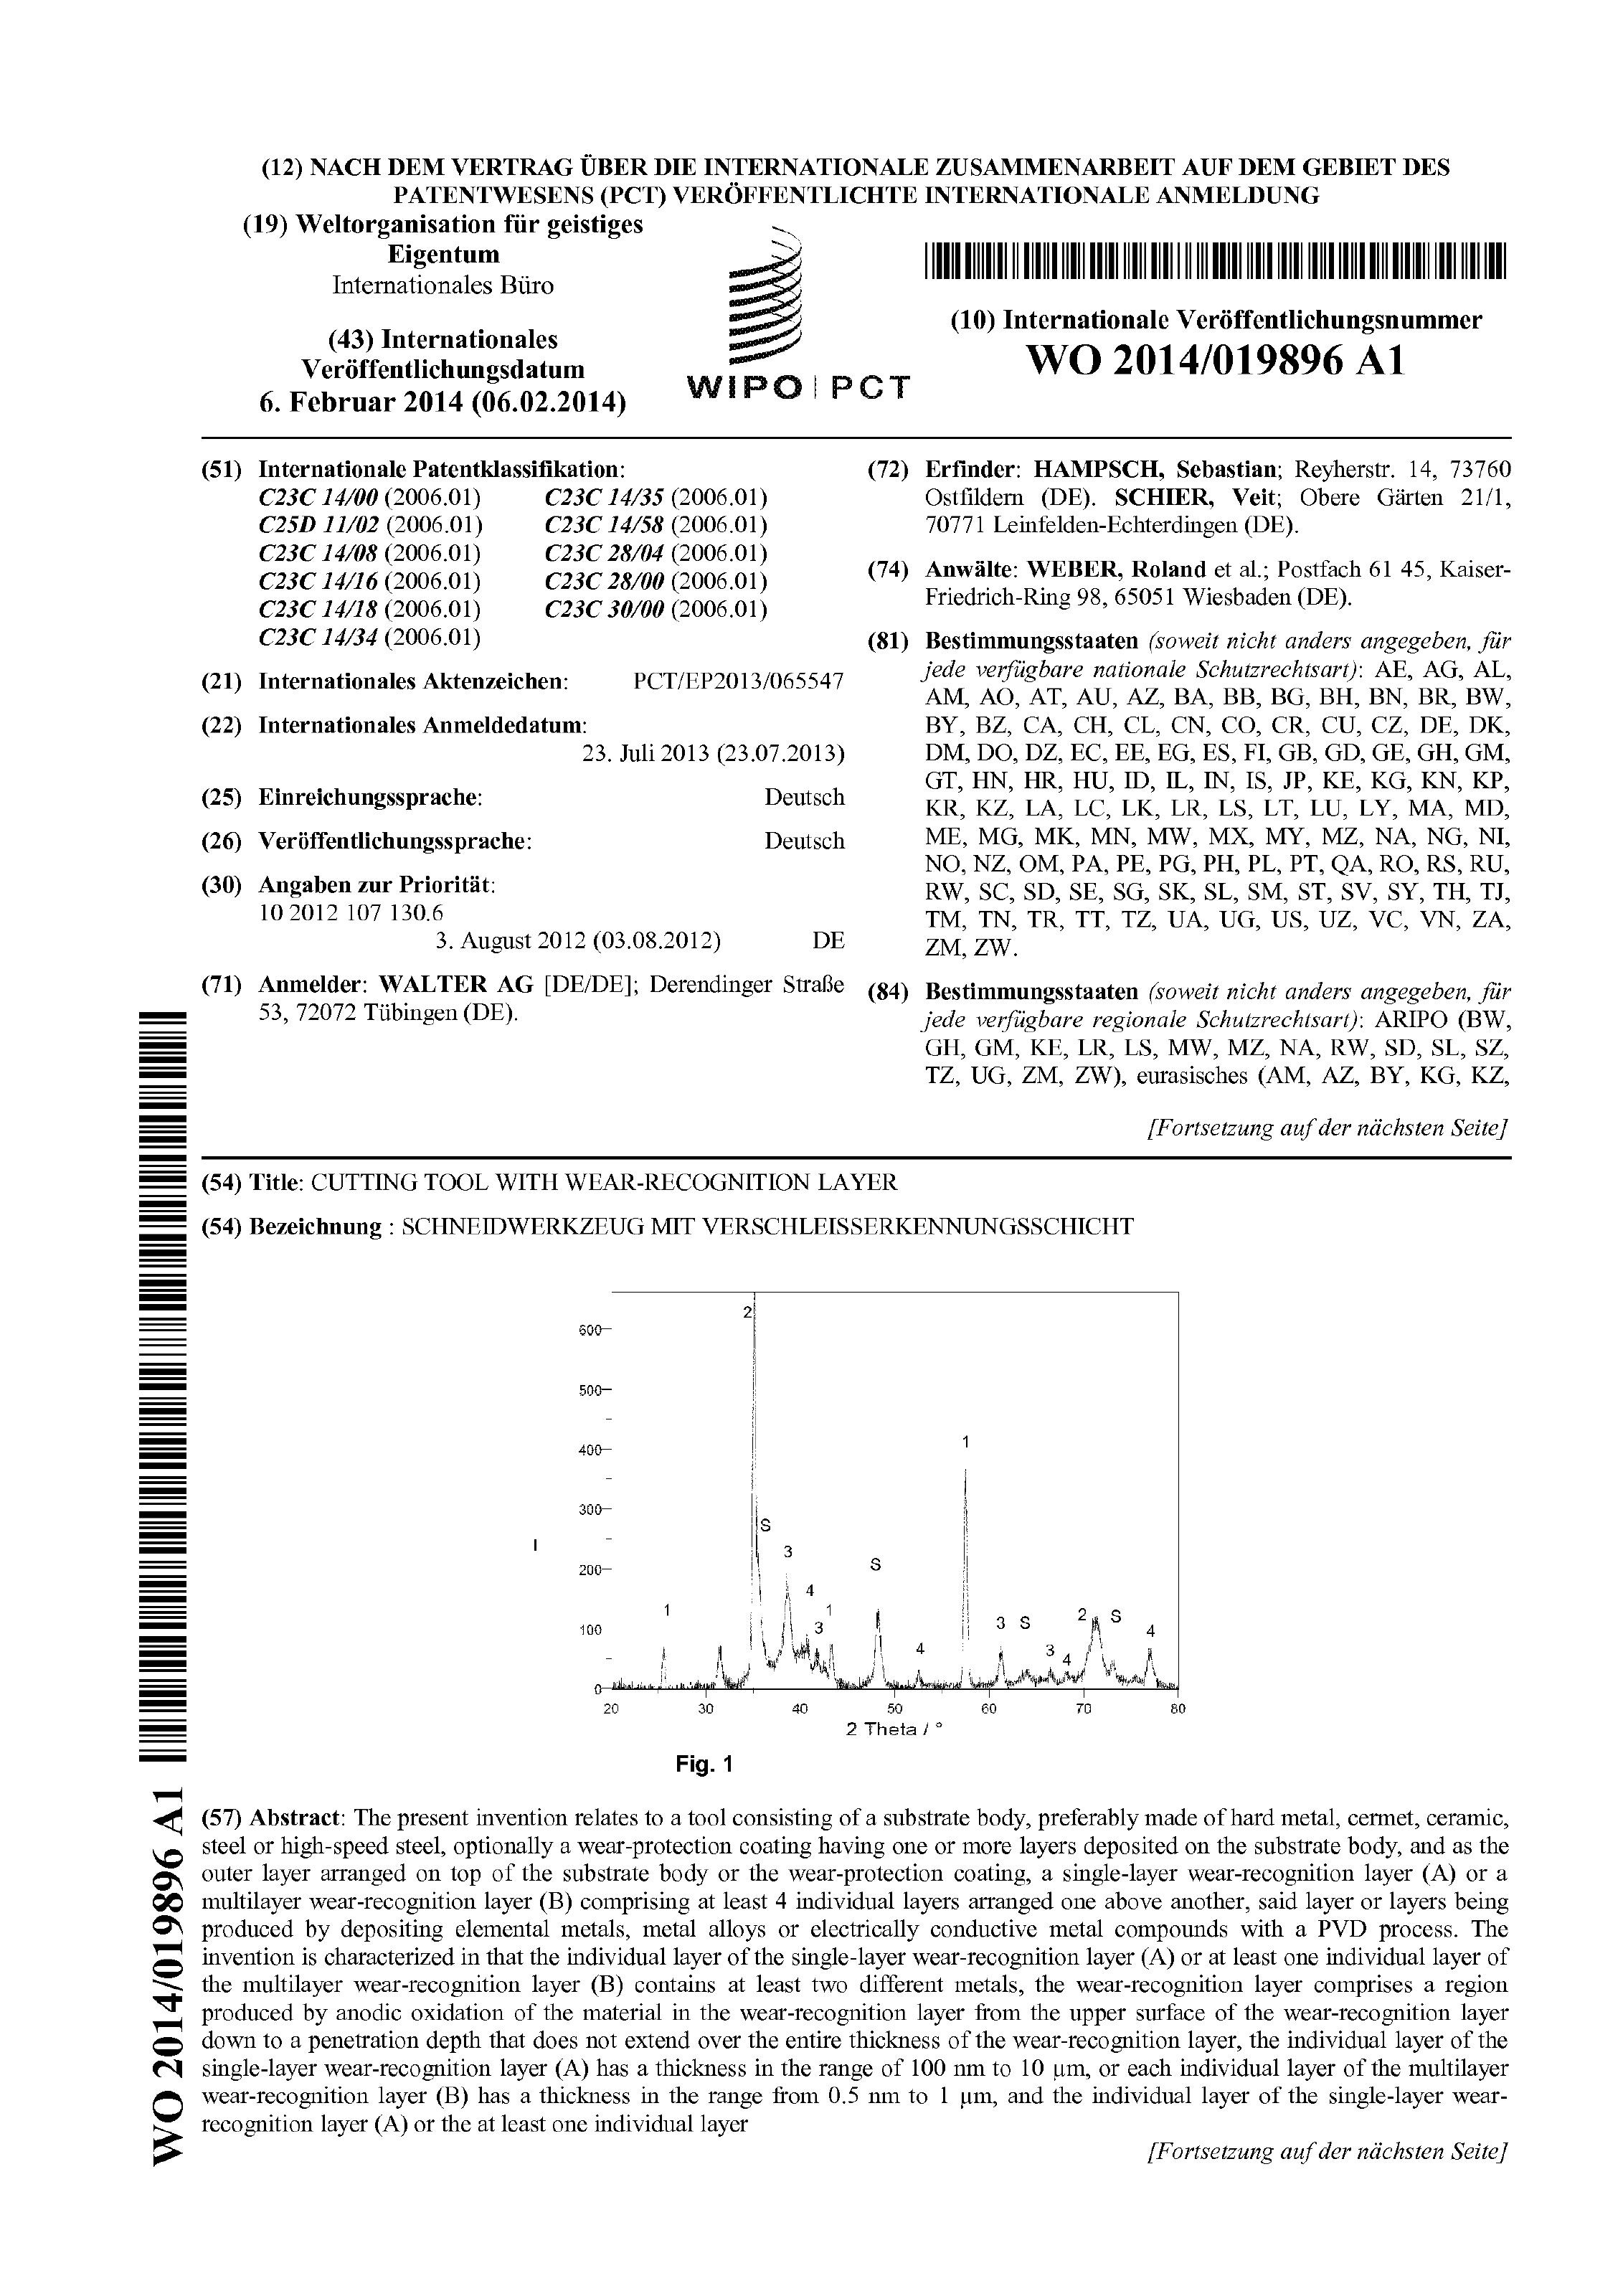 (12) NACH DEM VERTRAG ÜBER DIE INTERNATIONALE ZUSAMMENARBEIT AUF DEM GEBIET DES
PATENTWESENS (PCT) VERÖFFENTLICHTE INTERNATIONALE ANMELDUNG
(19) Weltorganisation für geistiges
Eigentum
Internationales Büro
(43) Internationales
Veröffentlichungsdatum
6. Februar 2014 (06.02.2014)
WIPO | PCT
(10) Internationale Veröffentlichungsnummer
WO 2014/019896 A1
(51) Internationale Patentklassifikation:
C23C 14/00 (2006.01) C23C 14/35 (2006.01)
C25D 11/02 (2006.01) C23C 14/58 (2006.01)
C23C 14/08 (2006.01) C23C 28/04 (2006.01)
C23C 14/16 (2006.01) C23C 28/00 (2006.01)
C23C 14/18 (2006.01) C23C 30/00 (2006.01)
C23C 14/34 (2006.01)
(21) Internationales Aktenzeichen: PCT/EP2013/065547
(22) Internationales Anmeldedatum:
23. Juli 2013 (23.07.2013)
(25) Einreichungssprache: Deutsch
(26) Veröffentlichungssprache: Deutsch
(30) Angaben zur Priorität:
10 2012 107 130.6
3. August 2012 (03.08.2012) DE
(71) Anmelder: WALTER AG [DE/DE]; Derendinger Straße
53, 72072 Tübingen (DE).
(72) Erfinder: HAMPSCH, Sebastian; Reyherstr. 14, 73760
Ostfildern (DE). SCHIER, Veit; Obere Gärten 21/1,
70771 Leinfelden-Echterdingen (DE).
(74) Anwälte: WEBER, Roland et al.; Postfach 61 45, Kaiser-
Friedrich-Ring 98, 65051 Wiesbaden (DE).
(81) Bestimmungsstaaten (soweit nicht anders angegeben, für
jede verfügbare nationale Schutzrechtsart): AE, AG, AL,
AM, AO, AT, AU, AZ, BA, BB, BG, BH, BN, BR, BW,
BY, BZ, CA, CH, CL, CN, CO, CR, CU, CZ, DE, DK,
DM, DO, DZ, EC, EE, EG, ES, FI, GB, GD, GE, GH, GM,
GT, HN, HR, HU, ID, IL, IN, IS, JP, KE, KG, KN, KP,
KR, KZ, LA, LC, LK, LR, LS, LT, LU, LY, MA, MD,
ME, MG, MK, MN, MW, MX, MY, MZ, NA, NG, NI,
NO, NZ, OM, PA, PE, PG, PH, PL, PT, QA, RO, RS, RU,
RW, SC, SD, SE, SG, SK, SL, SM, ST, SV, SY, TH, TJ,
TM, TN, TR, TT, TZ, UA, UG, US, UZ, VC, VN, ZA,
ZM, ZW.
(84) Bestimmungsstaaten (soweit nicht anders angegeben, für
jede verfügbare regionale Schutzrechtsart): ARIPO (BW,
GH, GM, KE, LR, LS, MW, MZ, NA, RW, SD, SL, SZ,
TZ, UG, ZM, ZW), eurasisches (AM, AZ, BY, KG, KZ,
[Fortsetzung auf der nächsten Seite]
(54) Title: CUTTING TOOL WITH WEAR-RECOGNITION LAYER
(54) Bezeichnung : SCHNEIDWERKZEUG MIT VERSCHLEISSERKENNUNGSSCHICHT
2
600
500
400 1
300
S
I 3
200 S
4
1 1
2 S
100 3 3 S 4
4 3
4
0
20 30 40 50 60 70 80
2 Theta / °
Fig. 1
(57) Abstract: The present invention relates to a tool consisting of a substrate body, preferably made of hard metal, cermet, ceramic,
steel or high-speed steel, optionally a wear-protection coating having one or more layers deposited on the substrate body, and as the
outer layer arranged on top of the substrate body or the wear-protection coating, a single-layer wear-recognition layer (A) or a
multilayer wear-recognition layer (B) comprising at least 4 individual layers arranged one above another, said layer or layers being
produced by depositing elemental metals, metal alloys or electrically conductive metal compounds with a PVD process. The
invention is characterized in that the individual layer of the single-layer wear-recognition layer (A) or at least one individual layer of
the multilayer wear-recognition layer (B) contains at least two different metals, the wear-recognition layer comprises a region
produced by anodic oxidation of the material in the wear-recognition layer from the upper surface of the wear-recognition layer
down to a penetration depth that does not extend over the entire thickness of the wear-recognition layer, the individual layer of the
single-layer wear-recognition layer (A) has a thickness in the range of 100 nm to 10 µm, or each individual layer of the multilayer
wear-recognition layer (B) has a thickness in the range from 0.5 nm to 1 µm, and the individual layer of the single-layer wear-
recognition layer (A) or the at least one individual layer
[Fortsetzung auf der nächsten Seite]
WO 2014/019896 A1